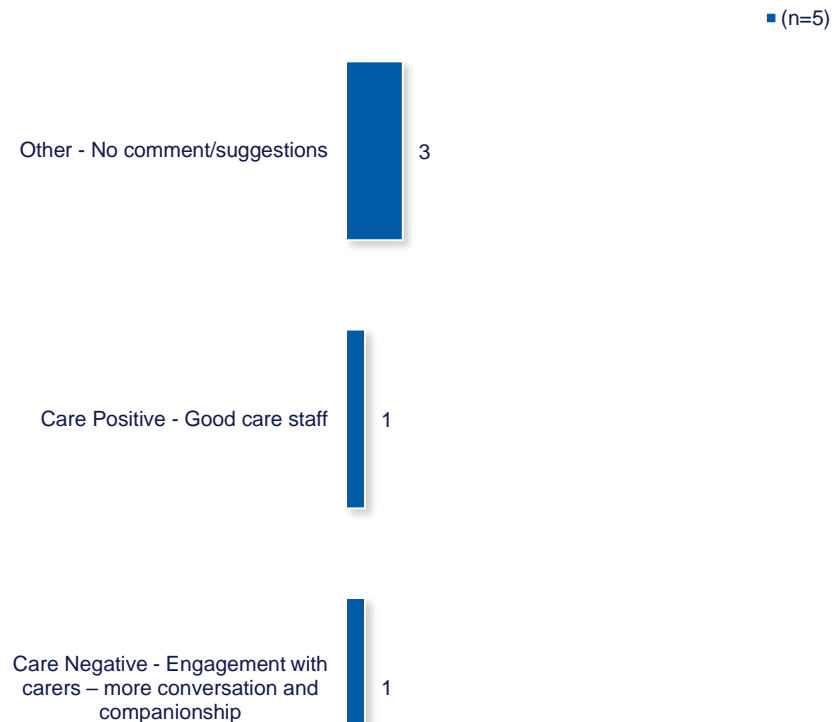 (n=5)
Other - No comment/suggestions
3
Care Positive - Good care staff
1
Care Negative - Engagement with
carers – more conversation and
companionship
1